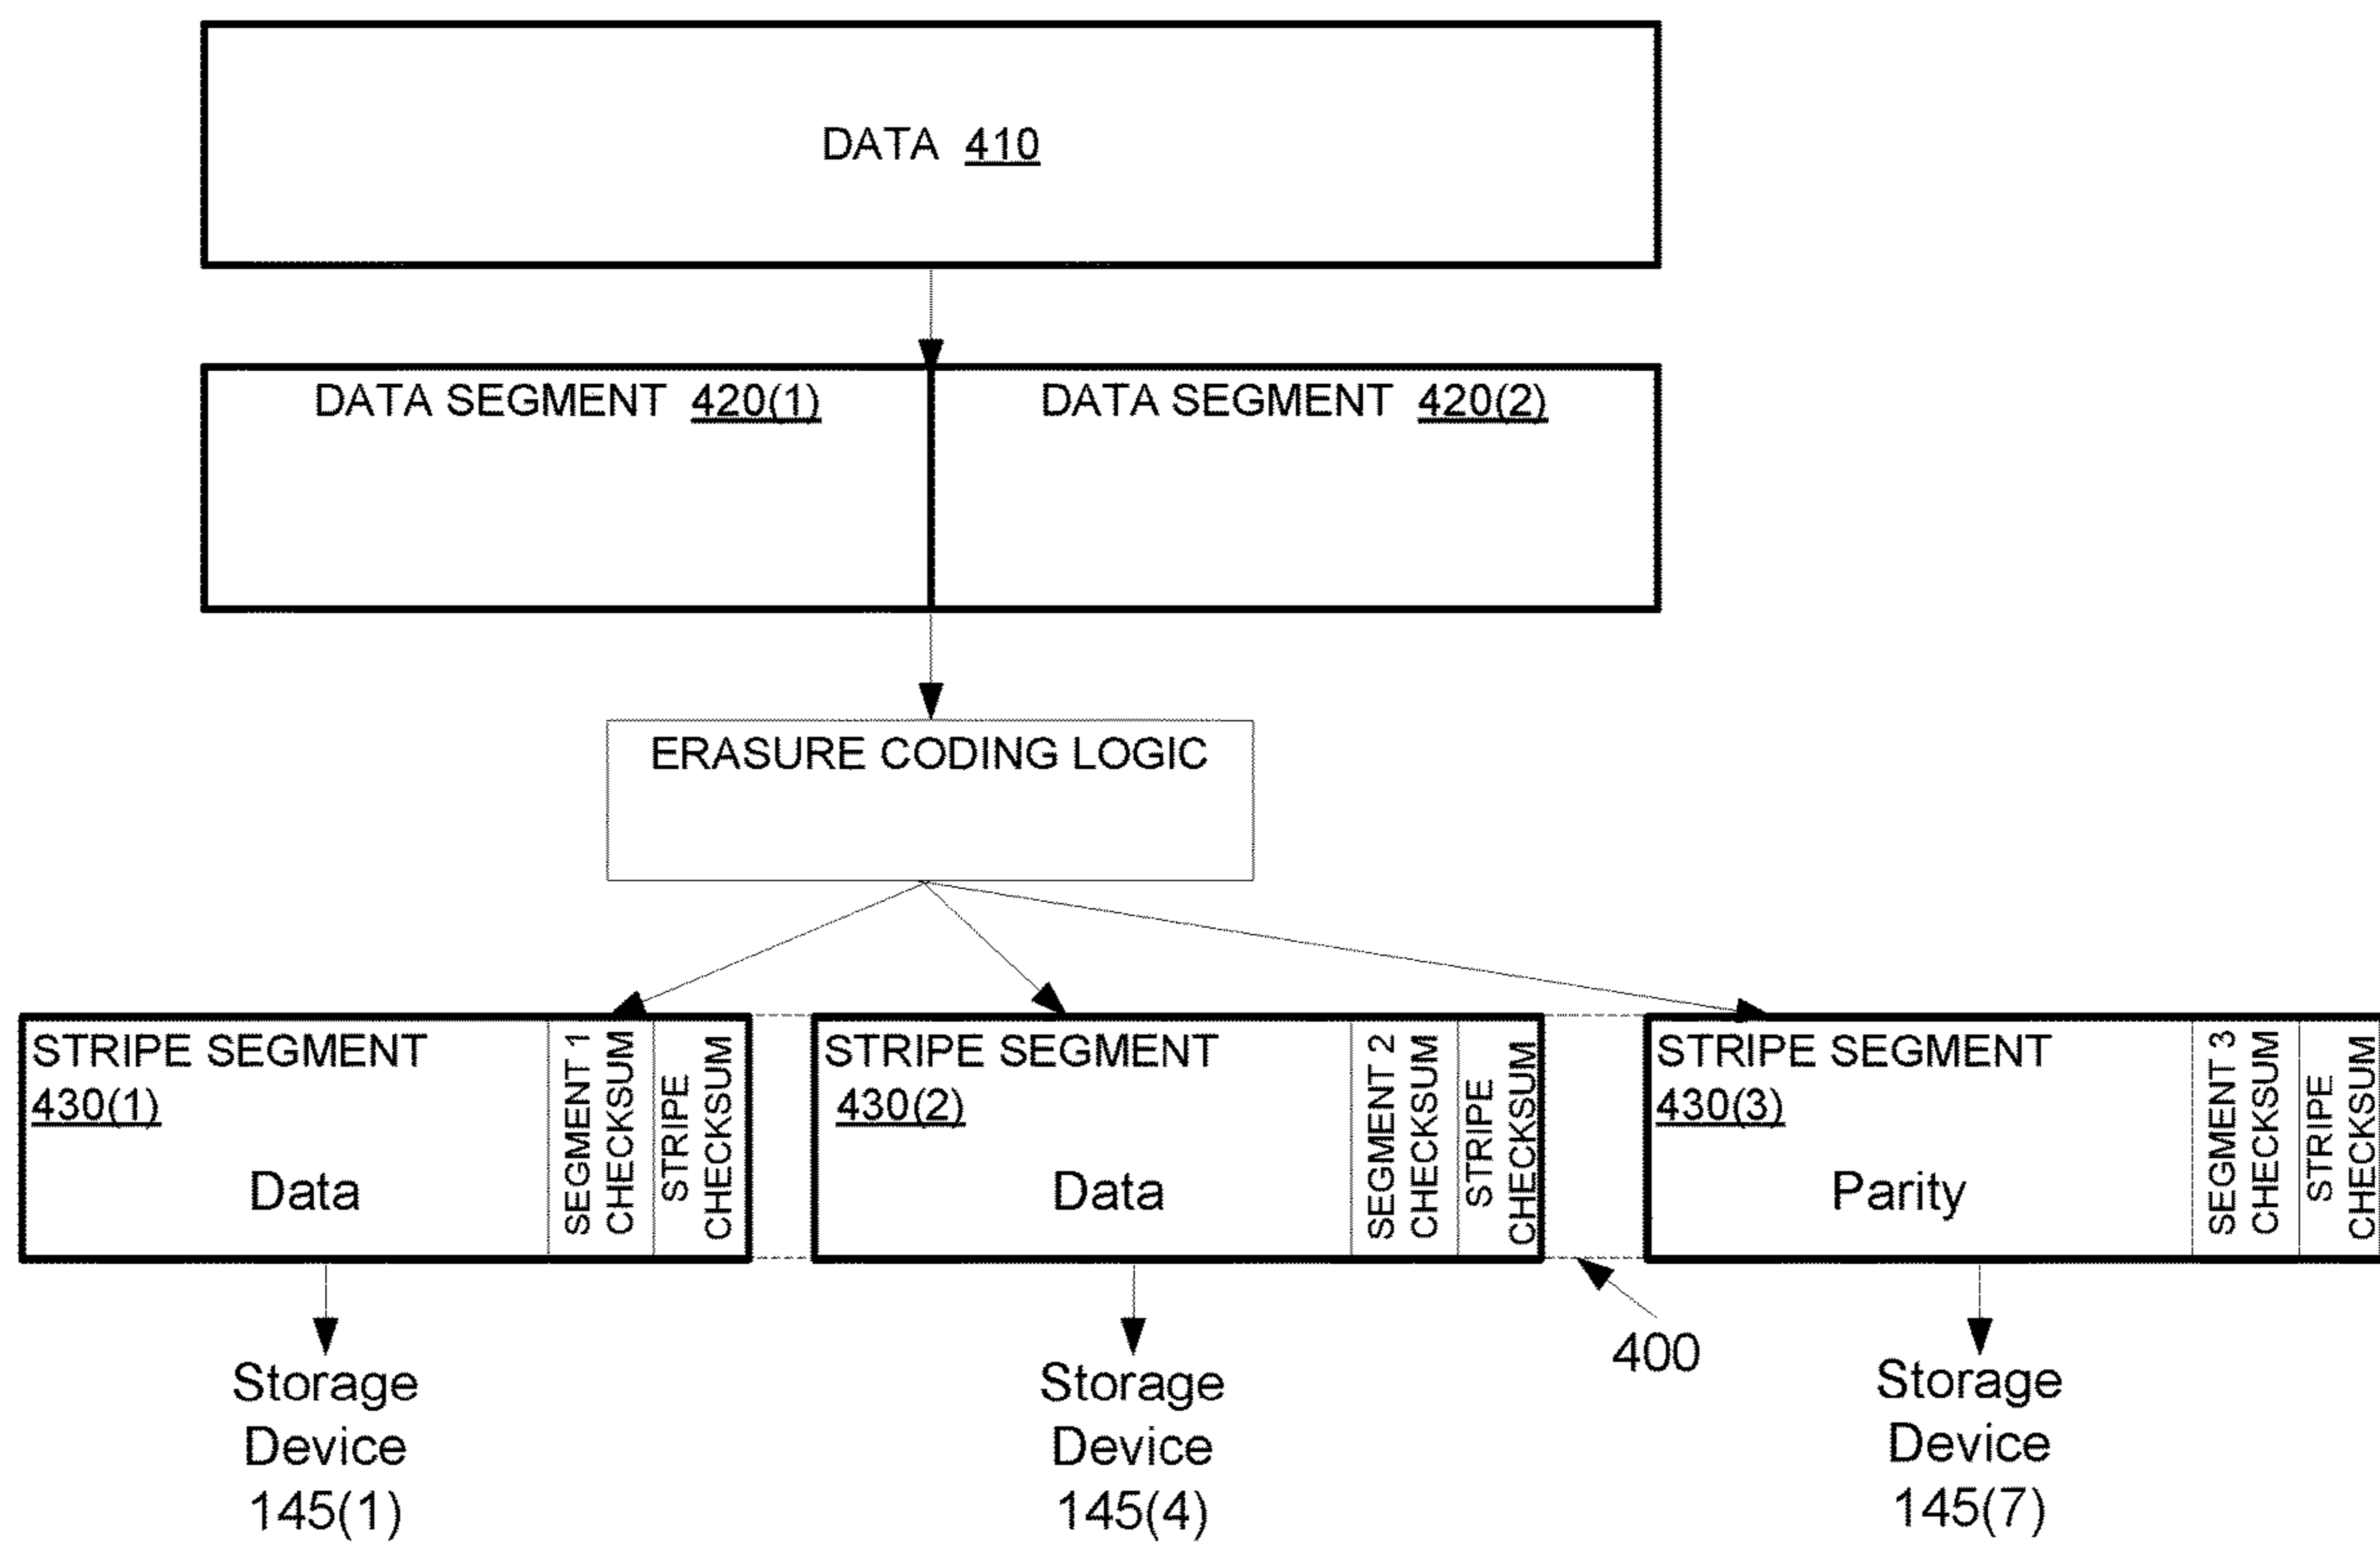 DATA 410
DATA SEGMENT 420(1)
DATA SEGMENT 420(2)
ERASURE CODING LOGIC
STRIPE SEGMENT
430(1)
Data
SEGMENT 1
CHECKSUM
STRIPE
CHECKSUM
STRIPE SEGMENT
430(2)
Data
SEGMENT 2
CHECKSUM
STRIPE
CHECKSUM
STRIPE SEGMENT
430(3)
Parity
SEGMENT 3
CHECKSUM
STRIPE
CHECKSUM
400
Storage
Device
145(1)
Storage
Device
145(4)
Storage
Device
145(7)